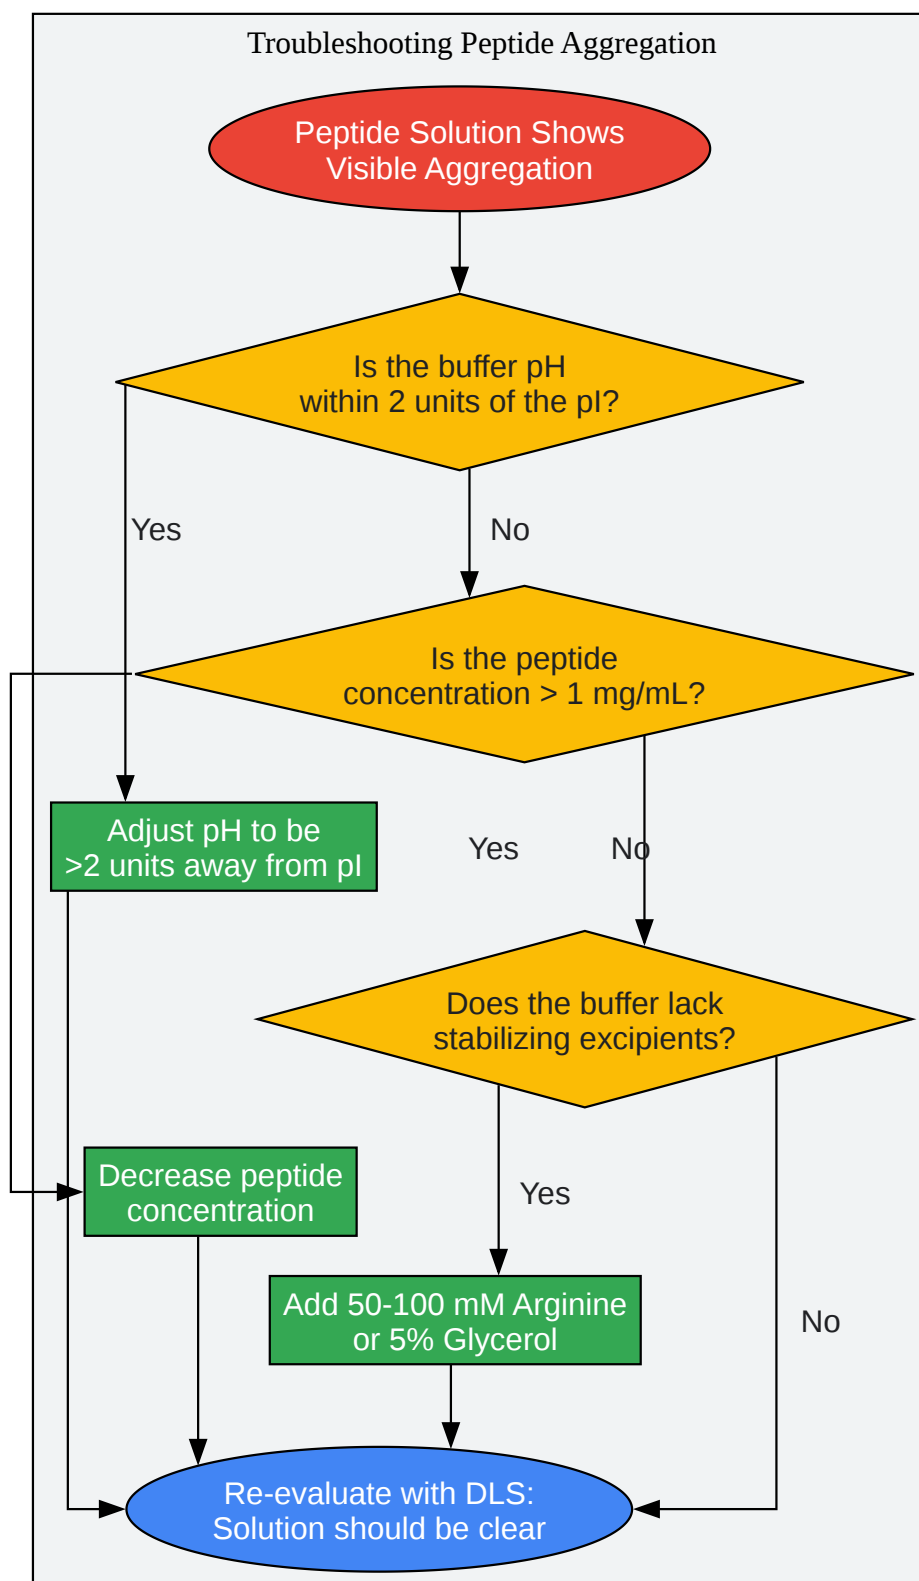 Troubleshooting Peptide Aggregation
Peptide Solution Shows
Visible Aggregation
Is the buffer pH
within 2 units of the pI?
Yes
No
Is the peptide
concentration > 1 mg/mL?
Adjust pH to be
>2 units away from pI
Yes
No
Does the buffer lack
stabilizing excipients?
Decrease peptide
concentration
Yes
Add 50-100 mM Arginine
or 5% Glycerol
No
Re-evaluate with DLS:
Solution should be clear